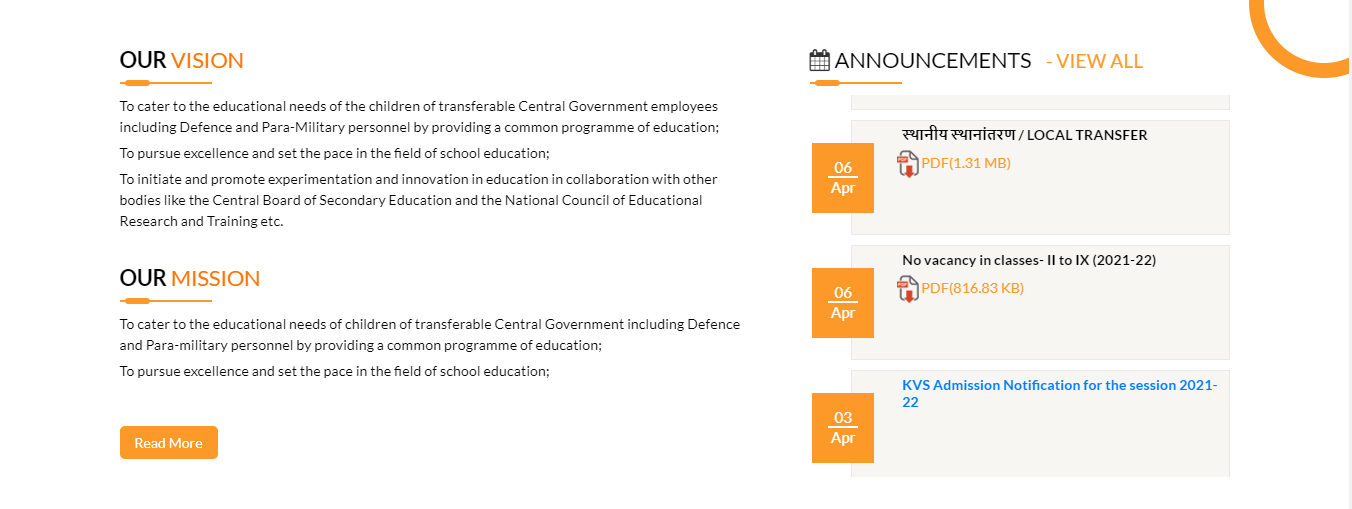 OUR VISION
To cater to the educational needs of the children of transferable Central Government employees
including Defence and Para-Military personnel by providing a common programme of education;
To pursue excellence and set the pace in the field of school education;
To initiate and promote experimentation and innovation in education in collaboration with other
bodies like the Central Board of Secondary Education and the National Council of Educational
Research and Training etc.
OUR MISSION
To cater to the educational needs of children of transferable Central Government including Defence
and Para-military personnel by providing a common programme of education;
To pursue excellence and set the pace in the field of school education;
Read More
ANNOUNCEMENTS - VIEW ALL
06
Apr
स्थानीय स्थानांतरण / LOCAL TRANSFER
PDF PDF(1.31 MB)
06
Apr
No vacancy in classes- II to IX (2021-22)
PDF PDF(816.83 KB)
03
Apr
KVS Admission Notification for the session 2021-
22